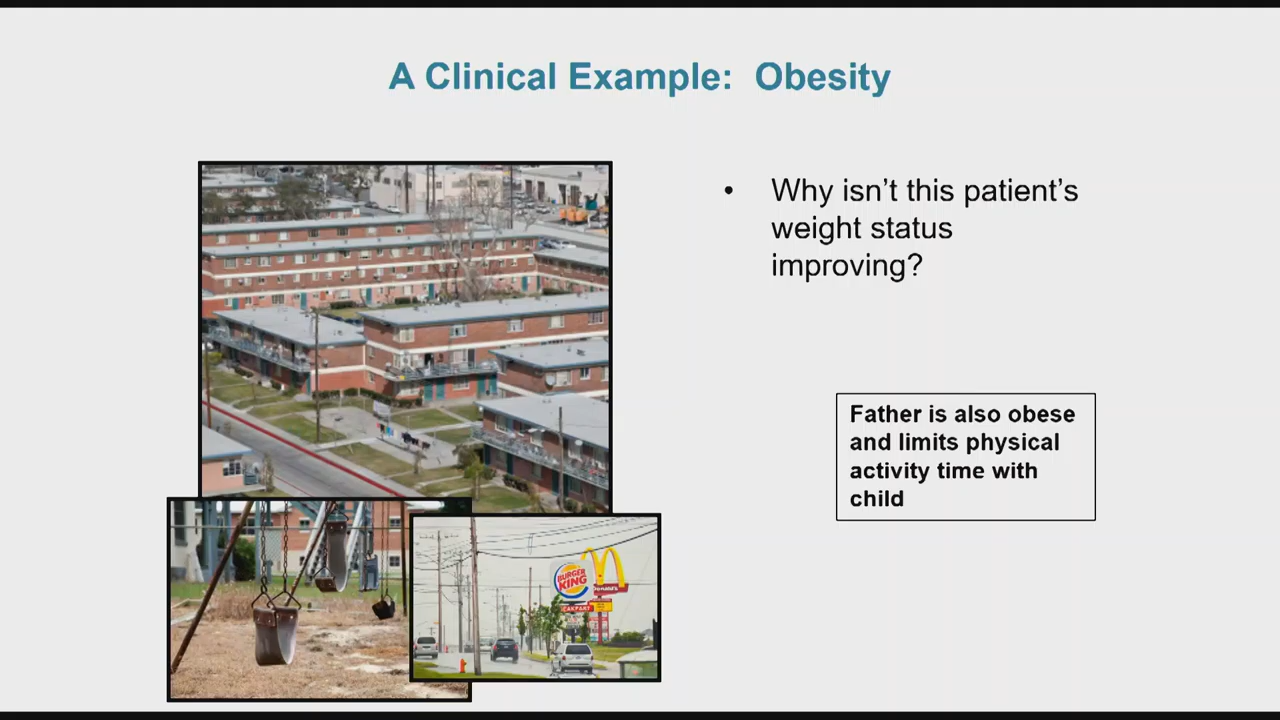 A Clinical Example:  Obesity
• Why isn’t this patient’s
weight status
improving?
Father is also obese
and limits physical
activity time with
child
BURGER
KING